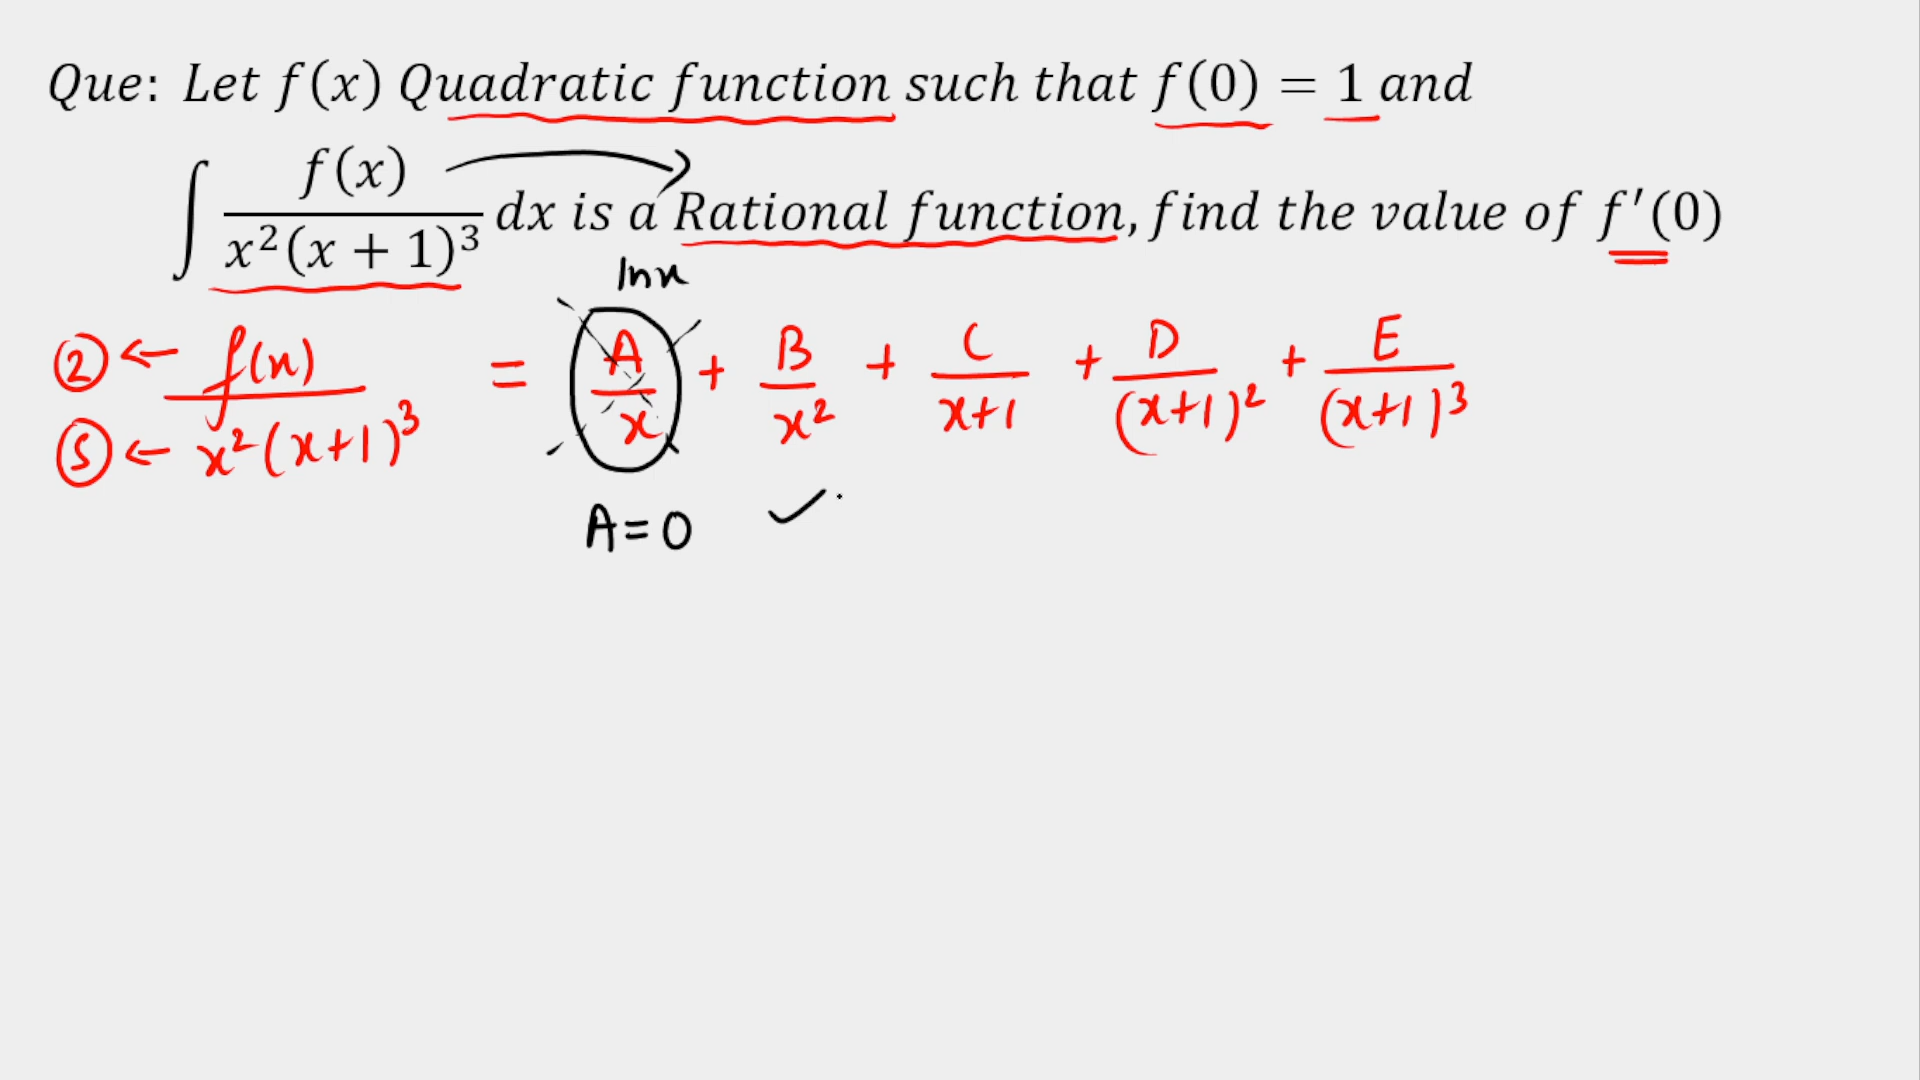 Que: Let f(x) Quadratic function such that f(0) = 1 and
∫ f(x)/(x²(x + 1)³) dx is a Rational function, find the value of f′(0)
ln x
② ← f(x) / ⑤ ← x²(x+1)³ = A/x + B/x² + C/(x+1) + D/(x+1)² + E/(x+1)³
A=0 ✓